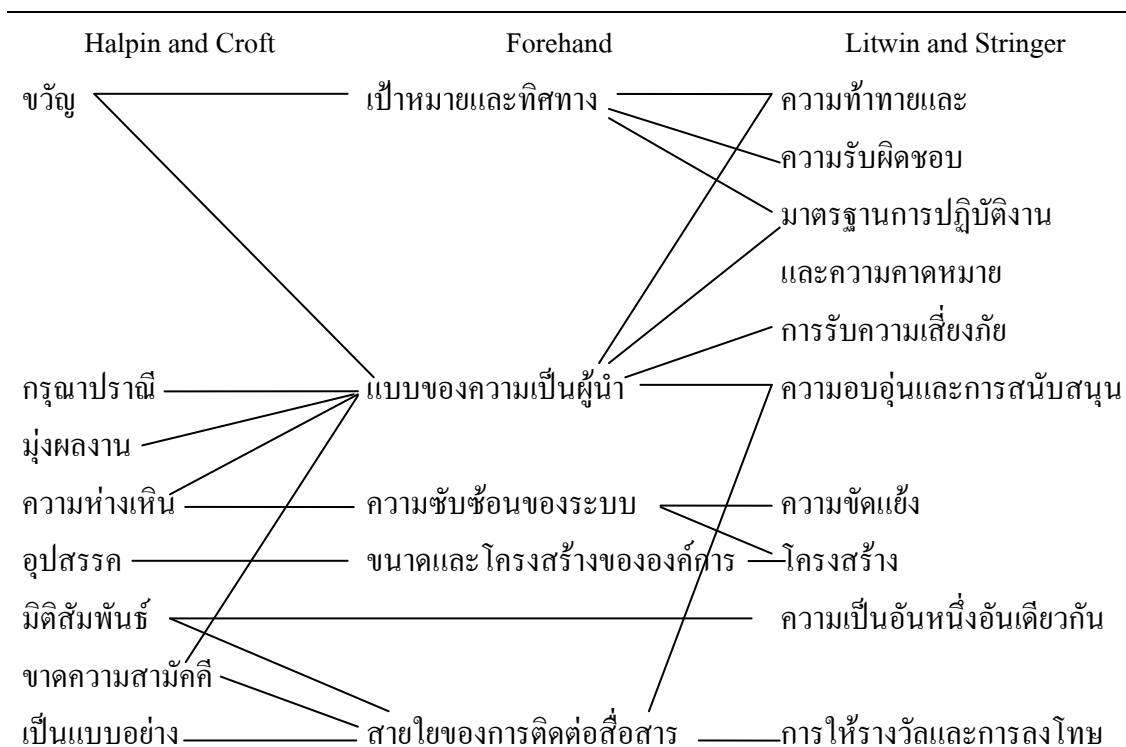 Halpin and Croft Forehand Litwin and Stringer
ขวัญ เป้าหมายและทิศทาง ความท้าทายและ
ความรับผิดชอบ
มาตรฐานการปฏิบัติงาน
และความคาดหมาย
การรับความเสี่ยงภัย
กรุณาปราณี แบบของความเป็นผู้นำ ความอบอุ่นและการสนับสนุน
มุ่งผลงาน
ความห่างเหิน ความซับซ้อนของระบบ ความขัดแย้ง
อุปสรรค ขนาดและโครงสร้างขององค์การ โครงสร้าง
มิติสัมพันธ์ ความเป็นอันหนึ่งอันเดียวกัน
ขาดความสามัคคี
เป็นแบบอย่าง สายใยของการติดต่อสื่อสาร การให้รางวัลและการลงโทษ